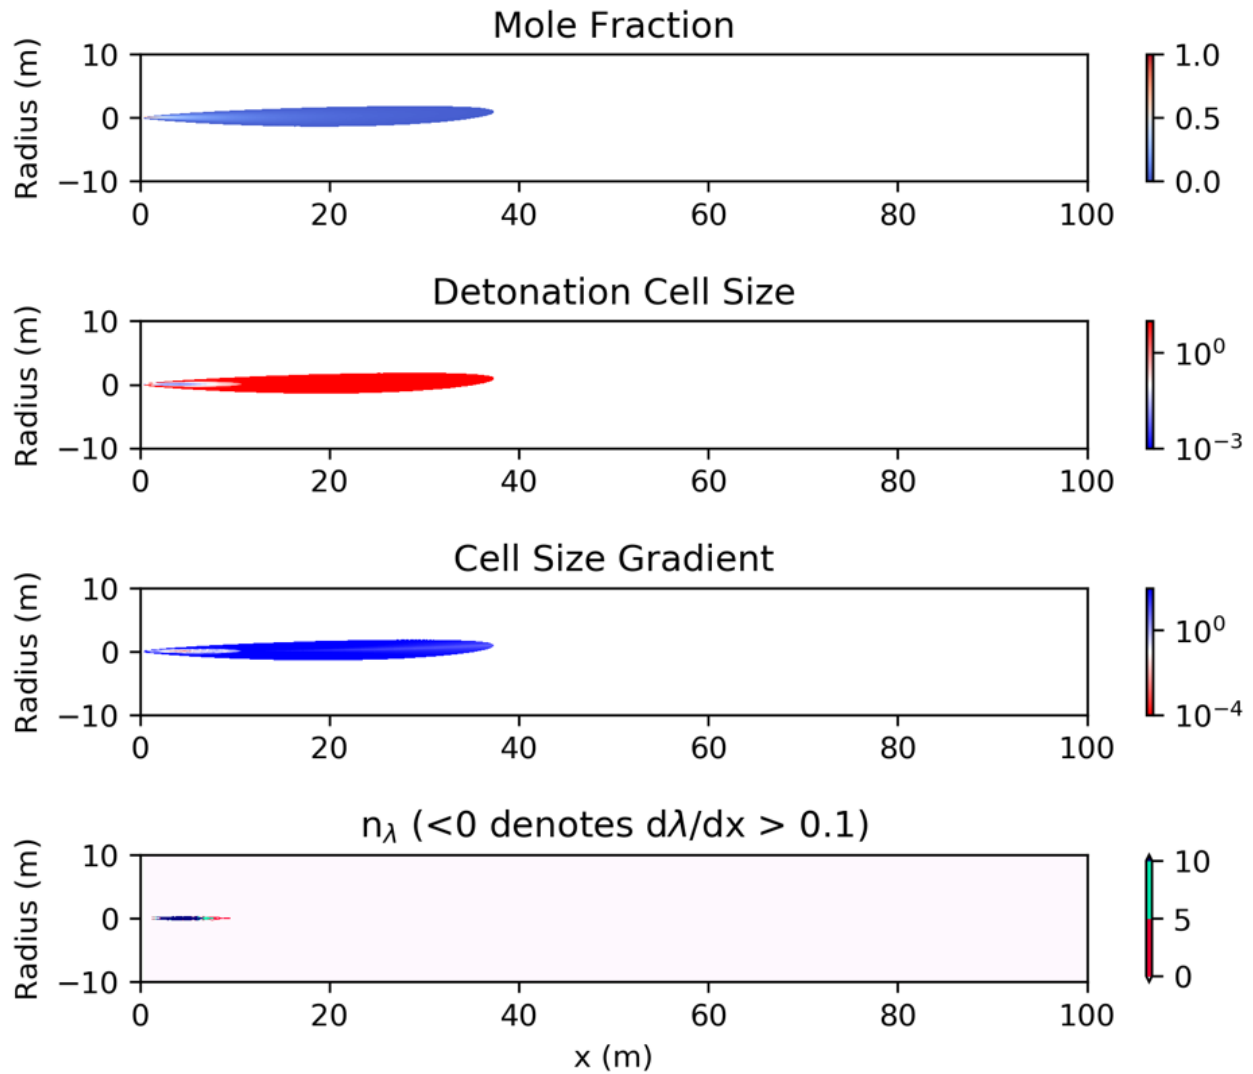 Mole Fraction
Radius (m)
10
0
−10
0 20 40 60 80 100
1.0
0.5
0.0
Detonation Cell Size
Radius (m)
10
0
−10
0 20 40 60 80 100
10⁰
10⁻³
Cell Size Gradient
Radius (m)
10
0
−10
0 20 40 60 80 100
10⁰
10⁻⁴
n_λ (<0 denotes dλ/dx > 0.1)
Radius (m)
10
0
−10
0 20 40 60 80 100
10
5
0
x (m)